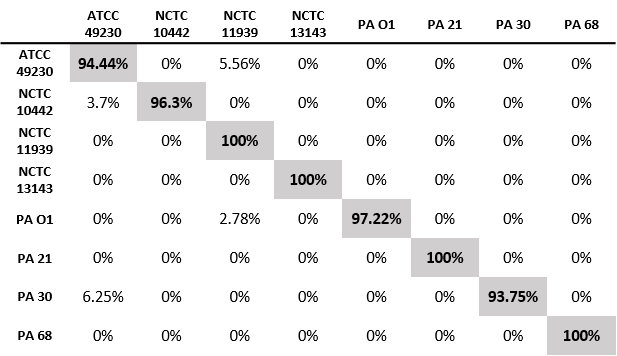 ATCC 49230 NCTC 10442 NCTC 11939 NCTC 13143 PA O1 PA 21 PA 30 PA 68
ATCC 49230 94.44% 0% 5.56% 0% 0% 0% 0% 0%
NCTC 10442 3.7% 96.3% 0% 0% 0% 0% 0% 0%
NCTC 11939 0% 0% 100% 0% 0% 0% 0% 0%
NCTC 13143 0% 0% 0% 100% 0% 0% 0% 0%
PA O1 0% 0% 2.78% 0% 97.22% 0% 0% 0%
PA 21 0% 0% 0% 0% 0% 100% 0% 0%
PA 30 6.25% 0% 0% 0% 0% 0% 93.75% 0%
PA 68 0% 0% 0% 0% 0% 0% 0% 100%